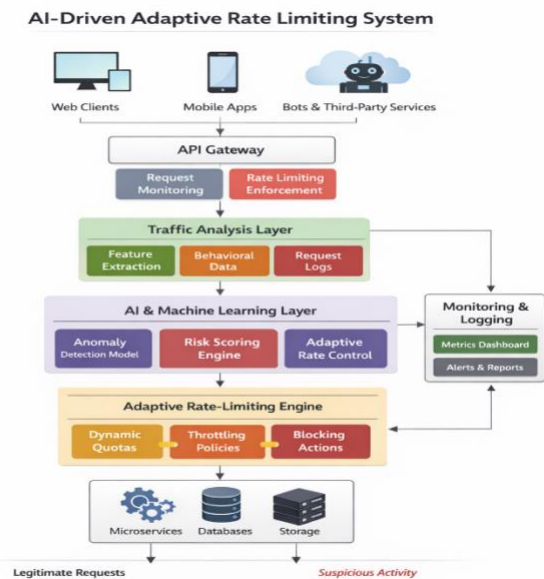 AI-Driven Adaptive Rate Limiting System
Web Clients
Mobile Apps
Bots & Third-Party Services
API Gateway
Request
Monitoring
Rate Limiting
Enforcement
Traffic Analysis Layer
Feature
Extraction
Behavioral
Data
Request
Logs
AI & Machine Learning Layer
Anomaly
Detection Model
Risk Scoring
Engine
Adaptive
Rate Control
Monitoring &
Logging
Metrics Dashboard
Alerts & Reports
Adaptive Rate-Limiting Engine
Dynamic
Quotas
Throttling
Policies
Blocking
Actions
Microservices
Databases
Storage
Legitimate Requests
Suspicious Activity